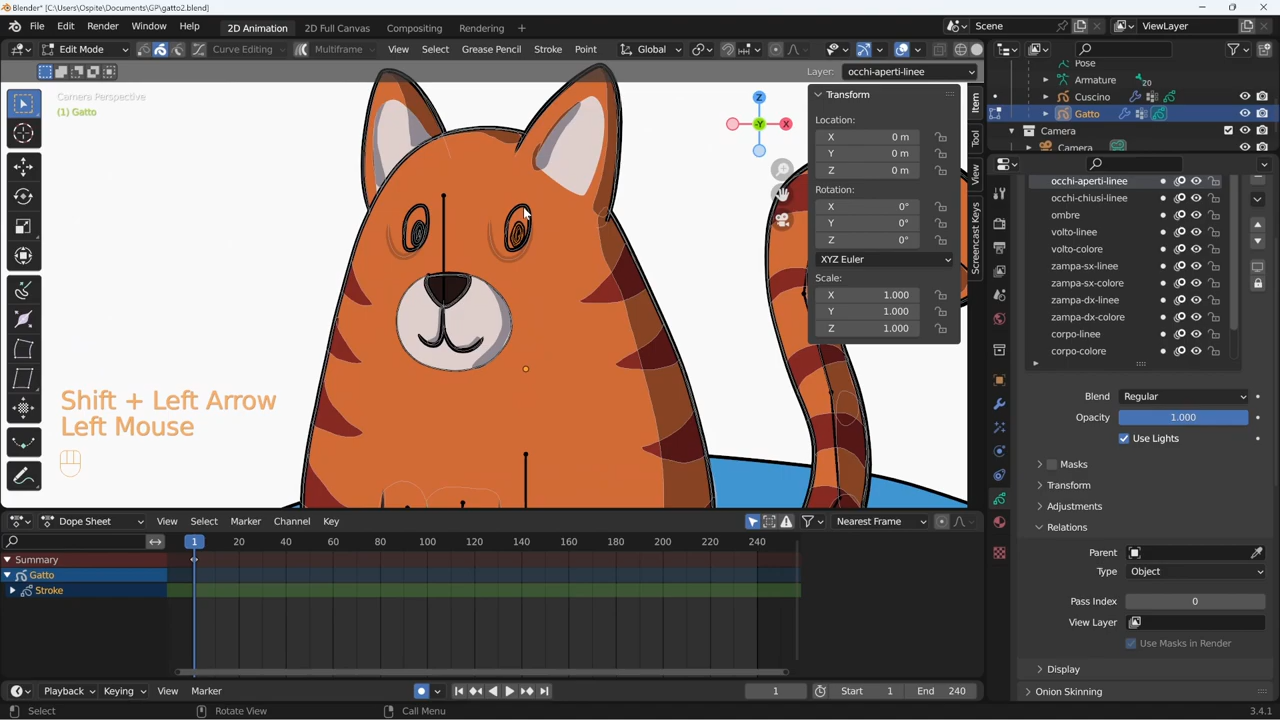 Blender* [C:\Users\Ospite\Documents\GP\gatto2.blend]
File Edit Render Window Help 2D Animation 2D Full Canvas Compositing Rendering + Scene ViewLayer
Edit Mode Curve Editing Multiframe View Select Grease Pencil Stroke Point Global
Layer: occhi-aperti-linee
Camera Perspective
(1) Gatto
Z
-Y X
Transform
Location:
X 0 m
Y 0 m
Z 0 m
Rotation:
X 0°
Y 0°
Z 0°
XYZ Euler
Scale:
X 1.000
Y 1.000
Z 1.000
Item
Tool
View
Screencast Keys
Shift + Left Arrow
Left Mouse
Pose
Armature 20
Cuscino
Gatto
Camera
Camera
occhi-aperti-linee
occhi-chiusi-linee
ombre
volto-linee
volto-colore
zampa-sx-linee
zampa-sx-colore
zampa-dx-linee
zampa-dx-colore
corpo-linee
corpo-colore
Blend Regular
Opacity 1.000
Use Lights
Masks
Transform
Adjustments
Relations
Parent
Type Object
Pass Index 0
View Layer
Use Masks in Render
Display
Onion Skinning
Dope Sheet View Select Marker Channel Key Nearest Frame
1 20 40 60 80 100 120 140 160 180 200 220 240
Summary
Gatto
Stroke
Playback Keying View Marker 1 Start 1 End 240
Select Rotate View Call Menu 3.4.1